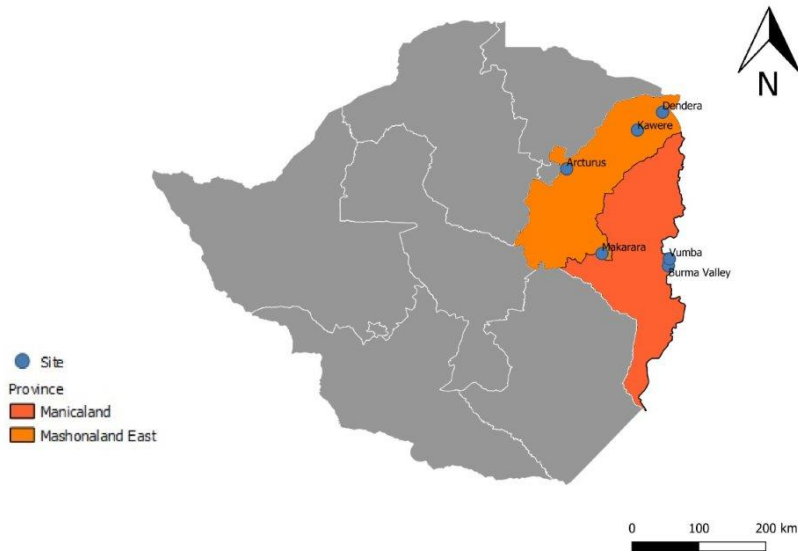 N
Dendera
Kawere
Arcturus
Makarara
Vumba
Burma Valley
Site
Province
Manicaland
Mashonaland East
0 100 200 km